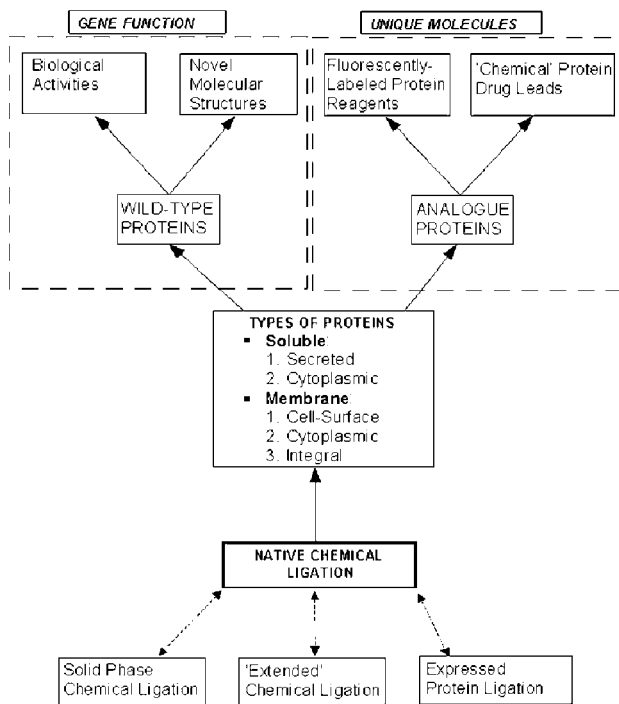 GENE FUNCTION
UNIQUE MOLECULES
Biological
Activities
Novel
Molecular
Structures
Fluorescently-
Labeled Protein
Reagents
'Chemical' Protein
Drug Leads
WILD-TYPE
PROTEINS
ANALOGUE
PROTEINS
TYPES OF PROTEINS
▪ Soluble:
1. Secreted
2. Cytoplasmic
▪ Membrane:
1. Cell-Surface
2. Cytoplasmic
3. Integral
NATIVE CHEMICAL
LIGATION
Solid Phase
Chemical Ligation
'Extended'
Chemical Ligation
Expressed
Protein Ligation